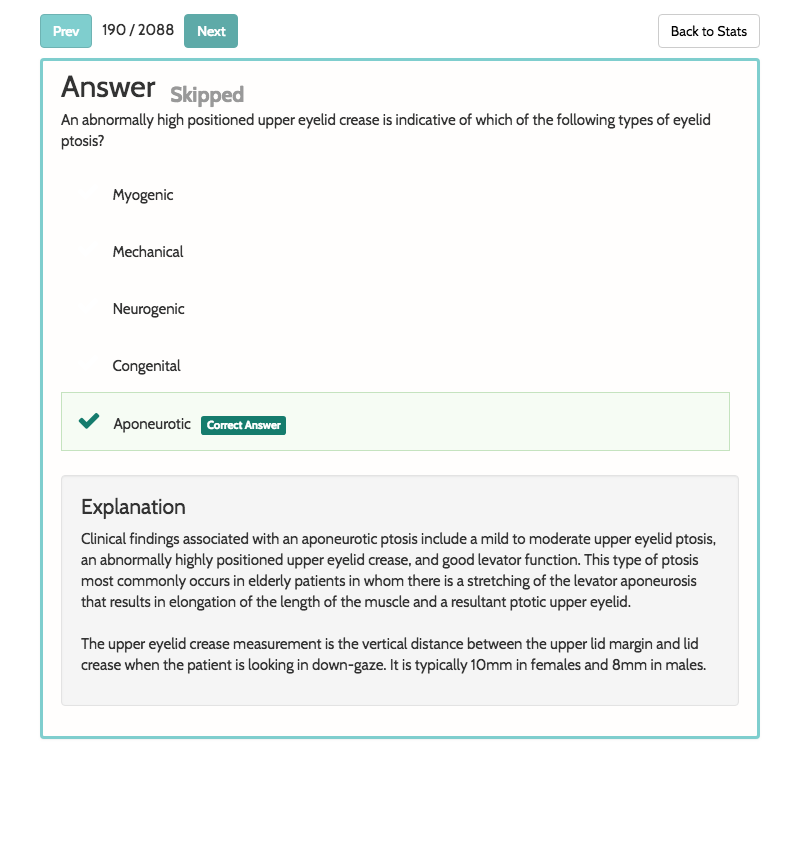 Prev 190 / 2088 Next Back to Stats
Answer Skipped
An abnormally high positioned upper eyelid crease is indicative of which of the following types of eyelid
ptosis?
Myogenic
Mechanical
Neurogenic
Congenital
Aponeurotic Correct Answer
Explanation
Clinical findings associated with an aponeurotic ptosis include a mild to moderate upper eyelid ptosis,
an abnormally highly positioned upper eyelid crease, and good levator function. This type of ptosis
most commonly occurs in elderly patients in whom there is a stretching of the levator aponeurosis
that results in elongation of the length of the muscle and a resultant ptotic upper eyelid.
The upper eyelid crease measurement is the vertical distance between the upper lid margin and lid
crease when the patient is looking in down-gaze. It is typically 10mm in females and 8mm in males.